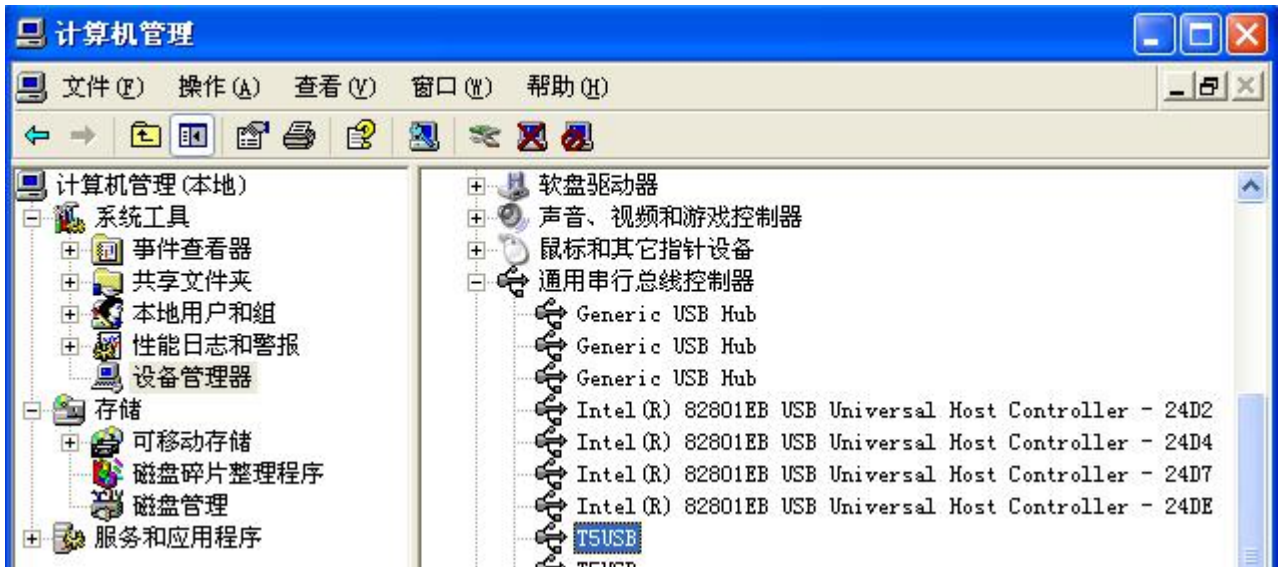 计算机管理
文件(F) 操作(A) 查看(V) 窗口(W) 帮助(H)
计算机管理(本地)
系统工具
事件查看器
共享文件夹
本地用户和组
性能日志和警报
设备管理器
存储
可移动存储
磁盘碎片整理程序
磁盘管理
服务和应用程序
软盘驱动器
声音、视频和游戏控制器
鼠标和其它指针设备
通用串行总线控制器
Generic USB Hub
Generic USB Hub
Generic USB Hub
Intel(R) 82801EB USB Universal Host Controller - 24D2
Intel(R) 82801EB USB Universal Host Controller - 24D4
Intel(R) 82801EB USB Universal Host Controller - 24D7
Intel(R) 82801EB USB Universal Host Controller - 24DE
T5USB